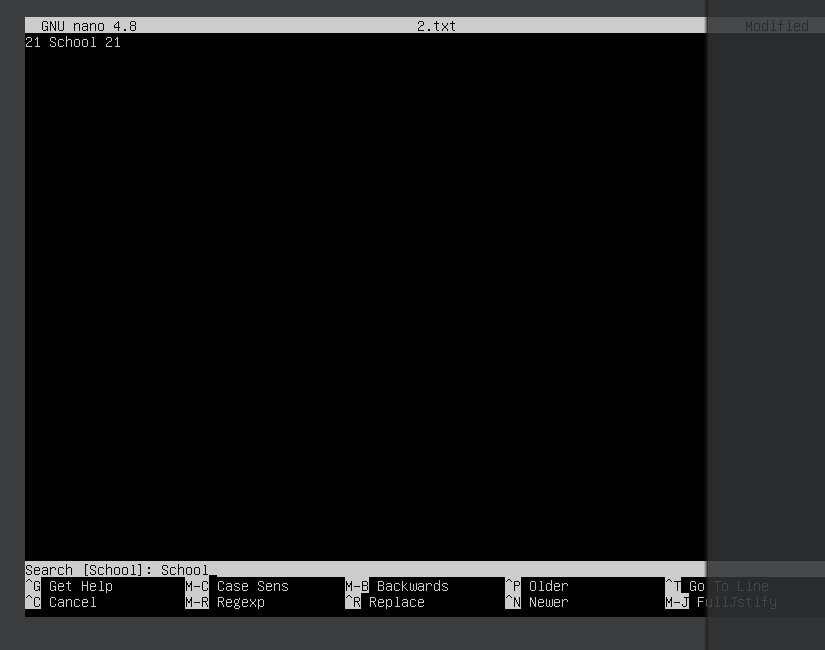 GNU nano 4.8 2.txt Modified
21 School 21
Search [School]: School_
^G Get Help M-C Case Sens M-B Backwards ^P Older ^T Go To Line
^C Cancel M-R Regexp ^R Replace ^N Newer M-J FullJstify